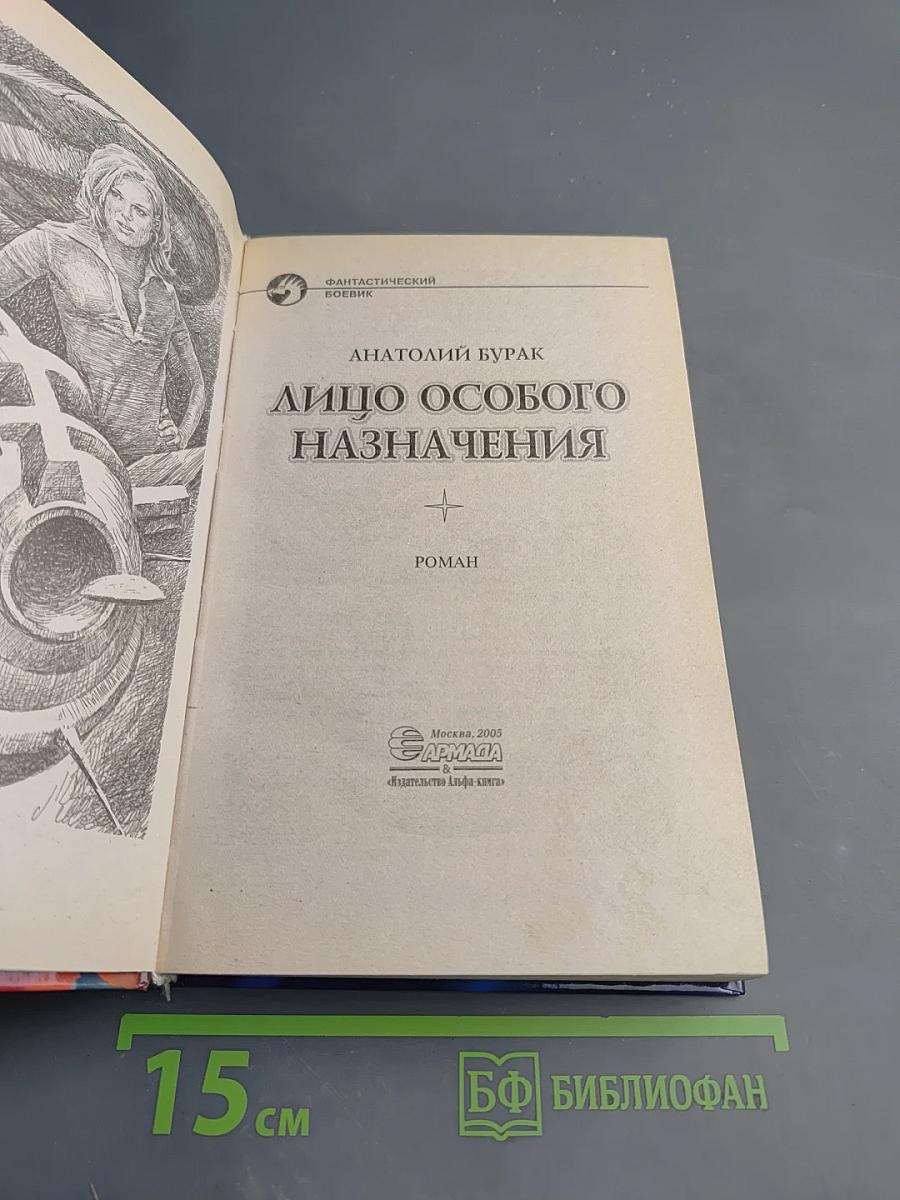 ФАНТАСТИЧЕСКИЙ
БОЕВИК
АНАТОЛИЙ БУРАК
ЛИЦО ОСОБОГО
НАЗНАЧЕНИЯ
РОМАН
Москва, 2005
АРМАДА
&
«Издательство Альфа-книга»
15 см
БФ БИБЛИОФАН